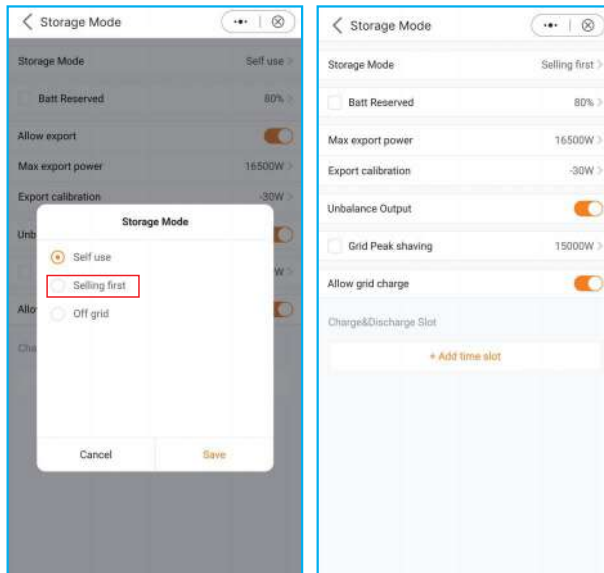 Storage Mode
Storage Mode Self use >
Batt Reserved 80% >
Allow export
Max export power 16500W >
Export calibration -30W >
Storage Mode
Unb
Self use
W >
Selling first
Allo
Off grid
Cha
Cancel Save
Storage Mode
Storage Mode Selling first >
Batt Reserved 80% >
Max export power 16500W >
Export calibration -30W >
Unbalance Output
Grid Peak shaving 15000W >
Allow grid charge
Charge&Discharge Slot
+ Add time slot